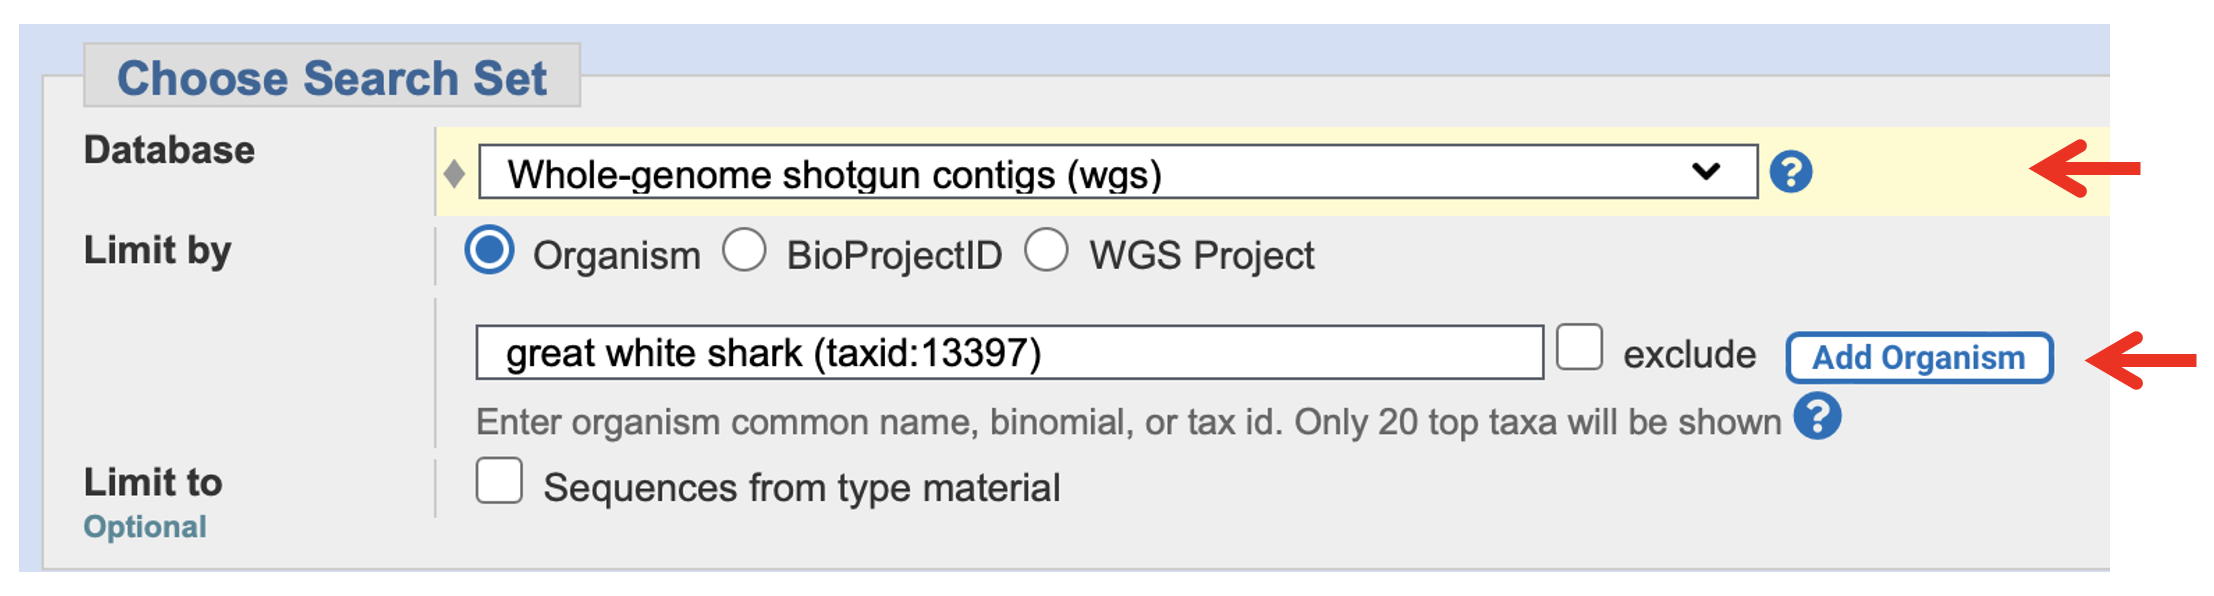 Choose Search Set
Database
Whole-genome shotgun contigs (wgs) ?
Limit by
Organism BioProjectID WGS Project
great white shark (taxid:13397) exclude Add Organism
Enter organism common name, binomial, or tax id. Only 20 top taxa will be shown ?
Limit to
Sequences from type material
Optional